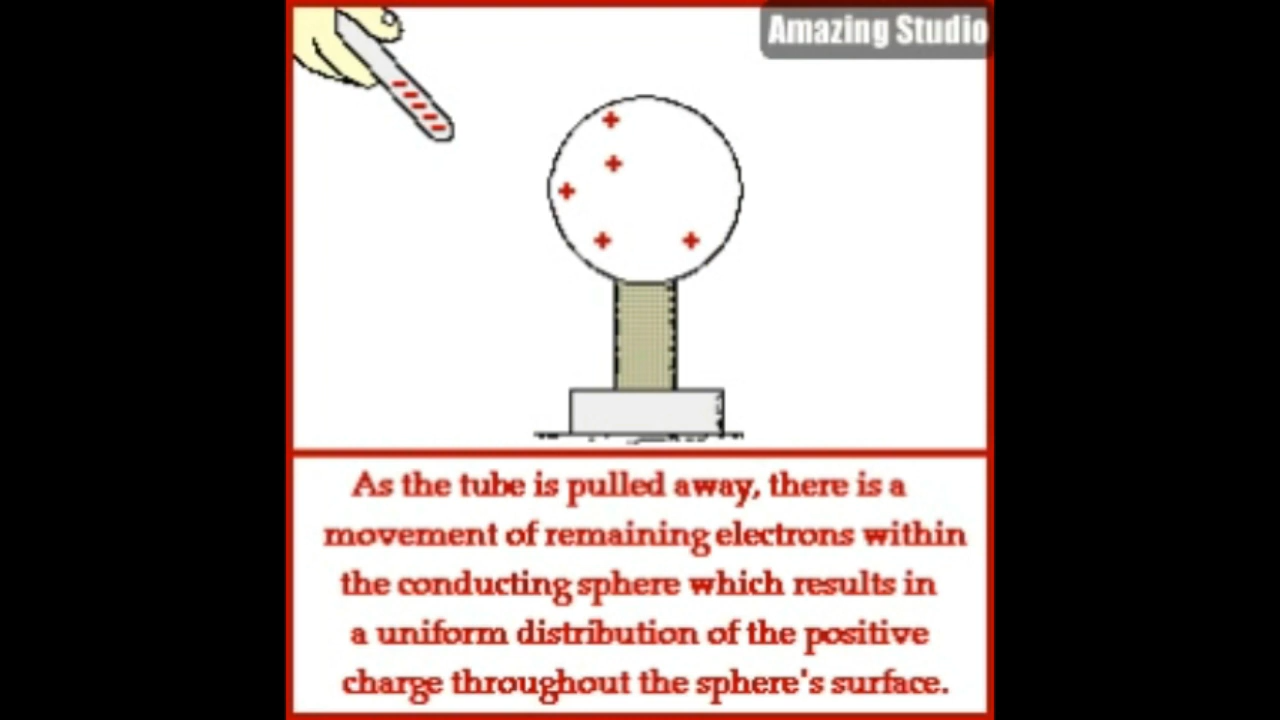 Amazing Studio
As the tube is pulled away, there is a
movement of remaining electrons within
the conducting sphere which results in
a uniform distribution of the positive
charge throughout the sphere's surface.